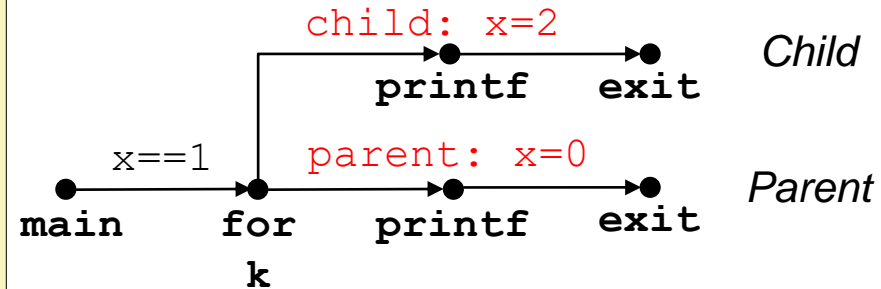 child: x=2
Child
printf exit
x==1 parent: x=0
Parent
main for printf exit
k